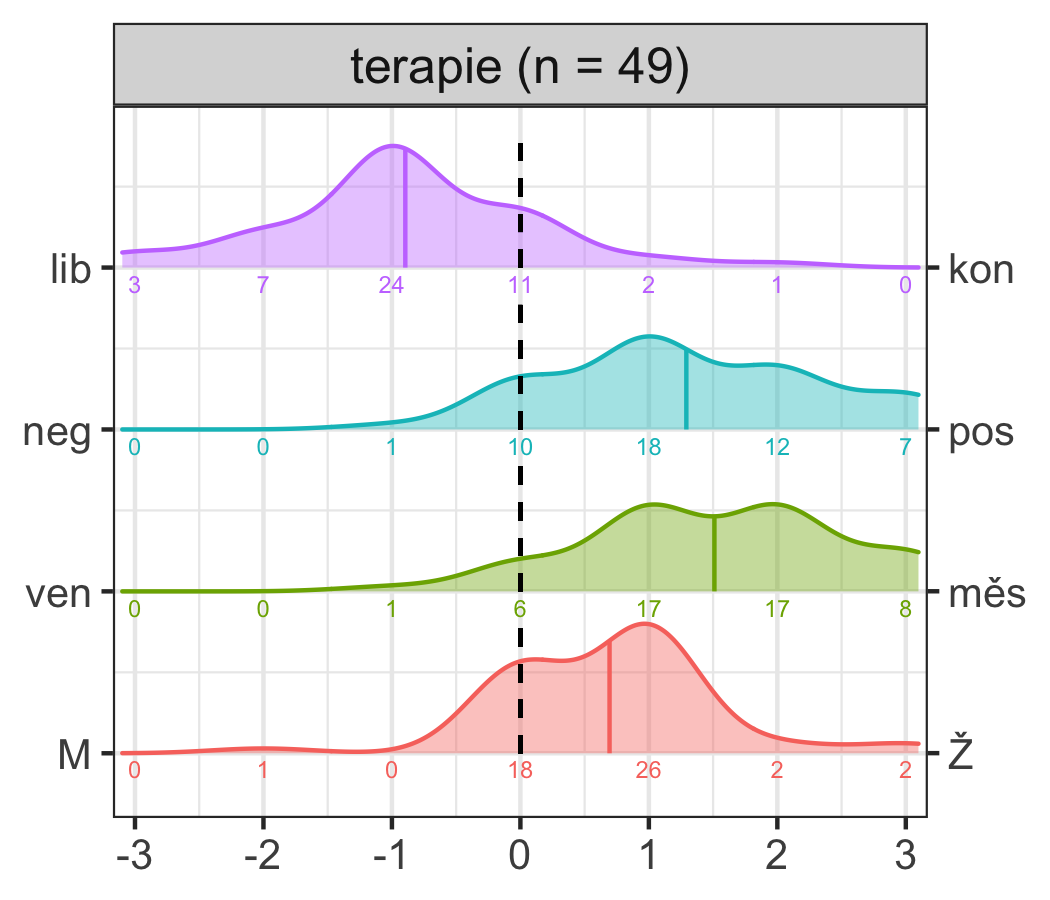 terapie (n = 49)
lib kon
3 7 24 11 2 1 0
neg pos
0 0 1 10 18 12 7
ven měs
0 0 1 6 17 17 8
M Ž
0 1 0 18 26 2 2
-3 -2 -1 0 1 2 3